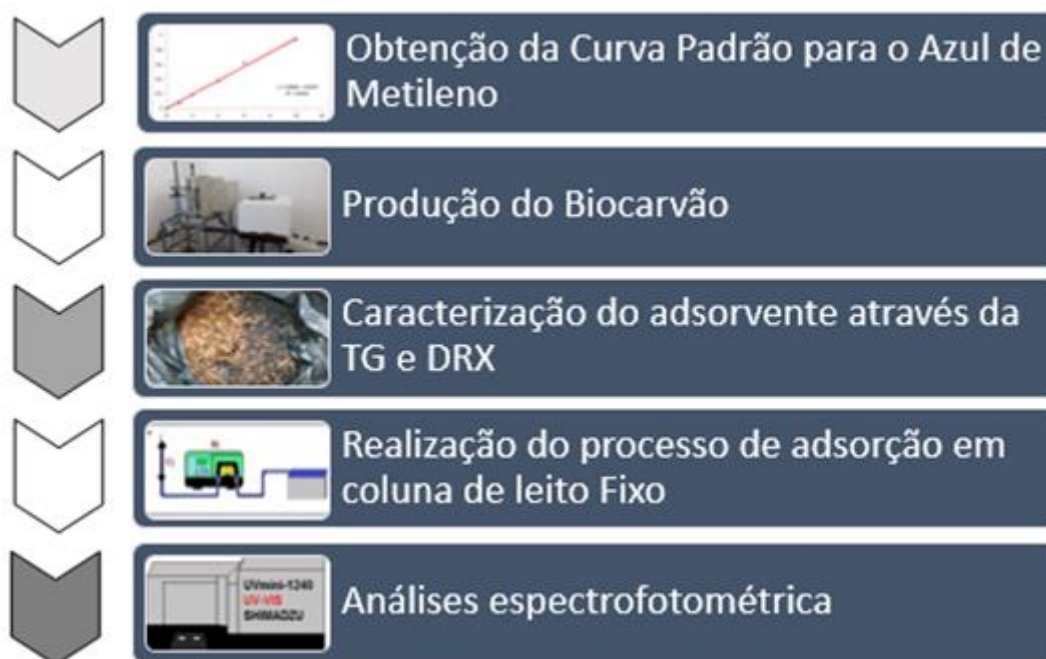 Obtenção da Curva Padrão para o Azul de
Metileno
Produção do Biocarvão
Caracterização do adsorvente através da
TG e DRX
Realização do processo de adsorção em
coluna de leito Fixo
UVmini-1240
UV-VIS
SHIMADZU
Análises espectrofotométrica